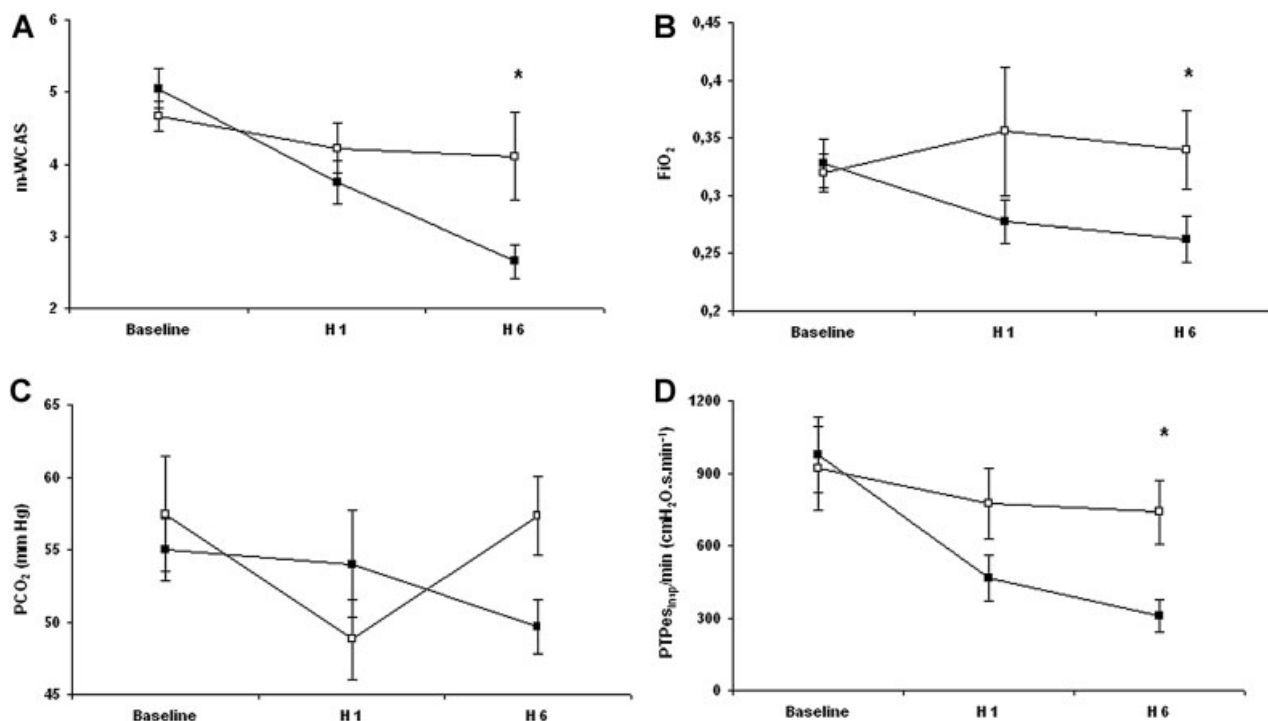 A
m-WCAS
6
5
4
3
2
*
Baseline H 1 H 6
B
FiO₂
0,45
0,4
0,35
0,3
0,25
0,2
*
Baseline H 1 H 6
C
PCO₂ (mm Hg)
65
60
55
50
45
Baseline H 1 H 6
D
PTPes_Insp/min (cmH₂O.s.min⁻¹)
1200
900
600
300
0
*
Baseline H 1 H 6